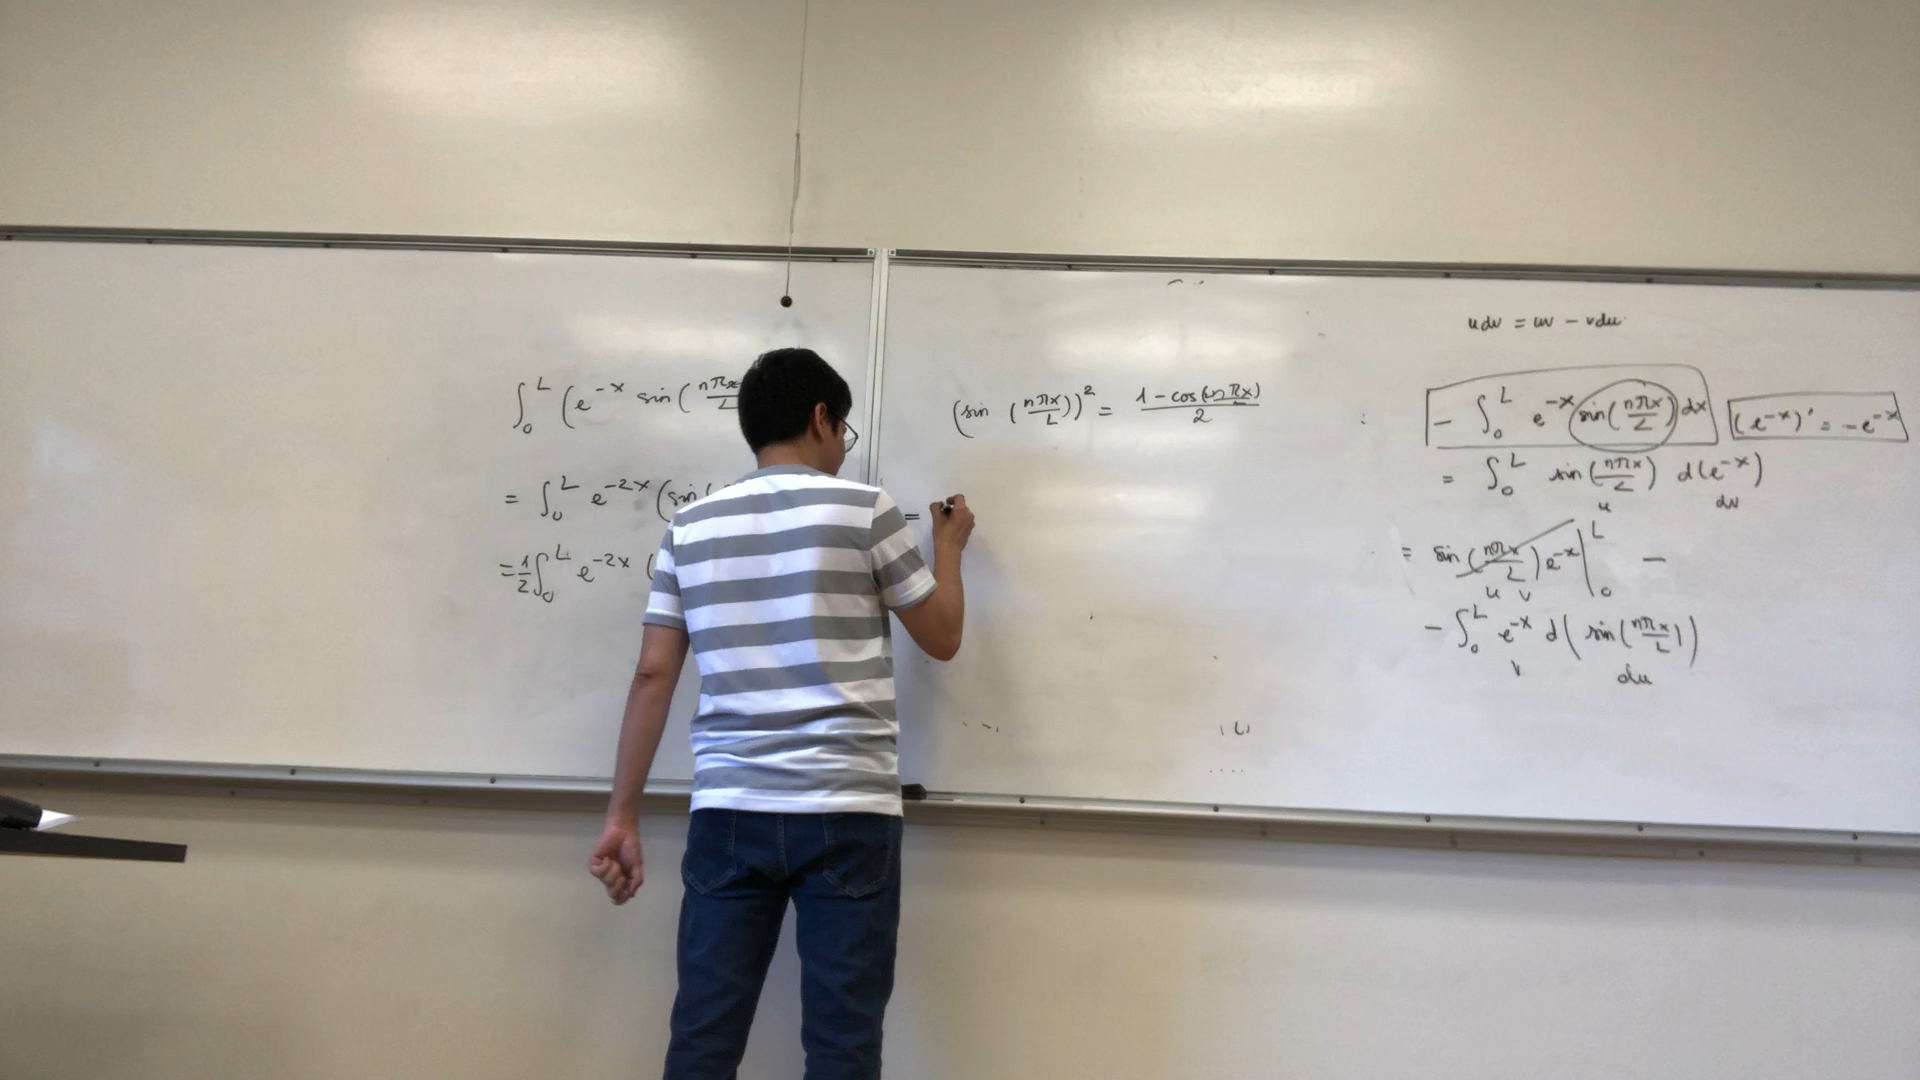 ∫₀ᴸ (e^{-x} sin(nπx/L
= ∫₀ᴸ e^{-2x} (sin(
= 1/2 ∫₀ᴸ e^{-2x} (
(sin (nπx/L))² = (1 - cos(2nπx))/2
=
udv = uv - vdu
- ∫₀ᴸ e^{-x} sin(nπx/L) dx (e^{-x})' = -e^{-x}
= ∫₀ᴸ sin(nπx/L) d(e^{-x})
u dv
= sin(nπx/L) e^{-x} |₀ᴸ -
u v
- ∫₀ᴸ e^{-x} d(sin(nπx/L))
v du